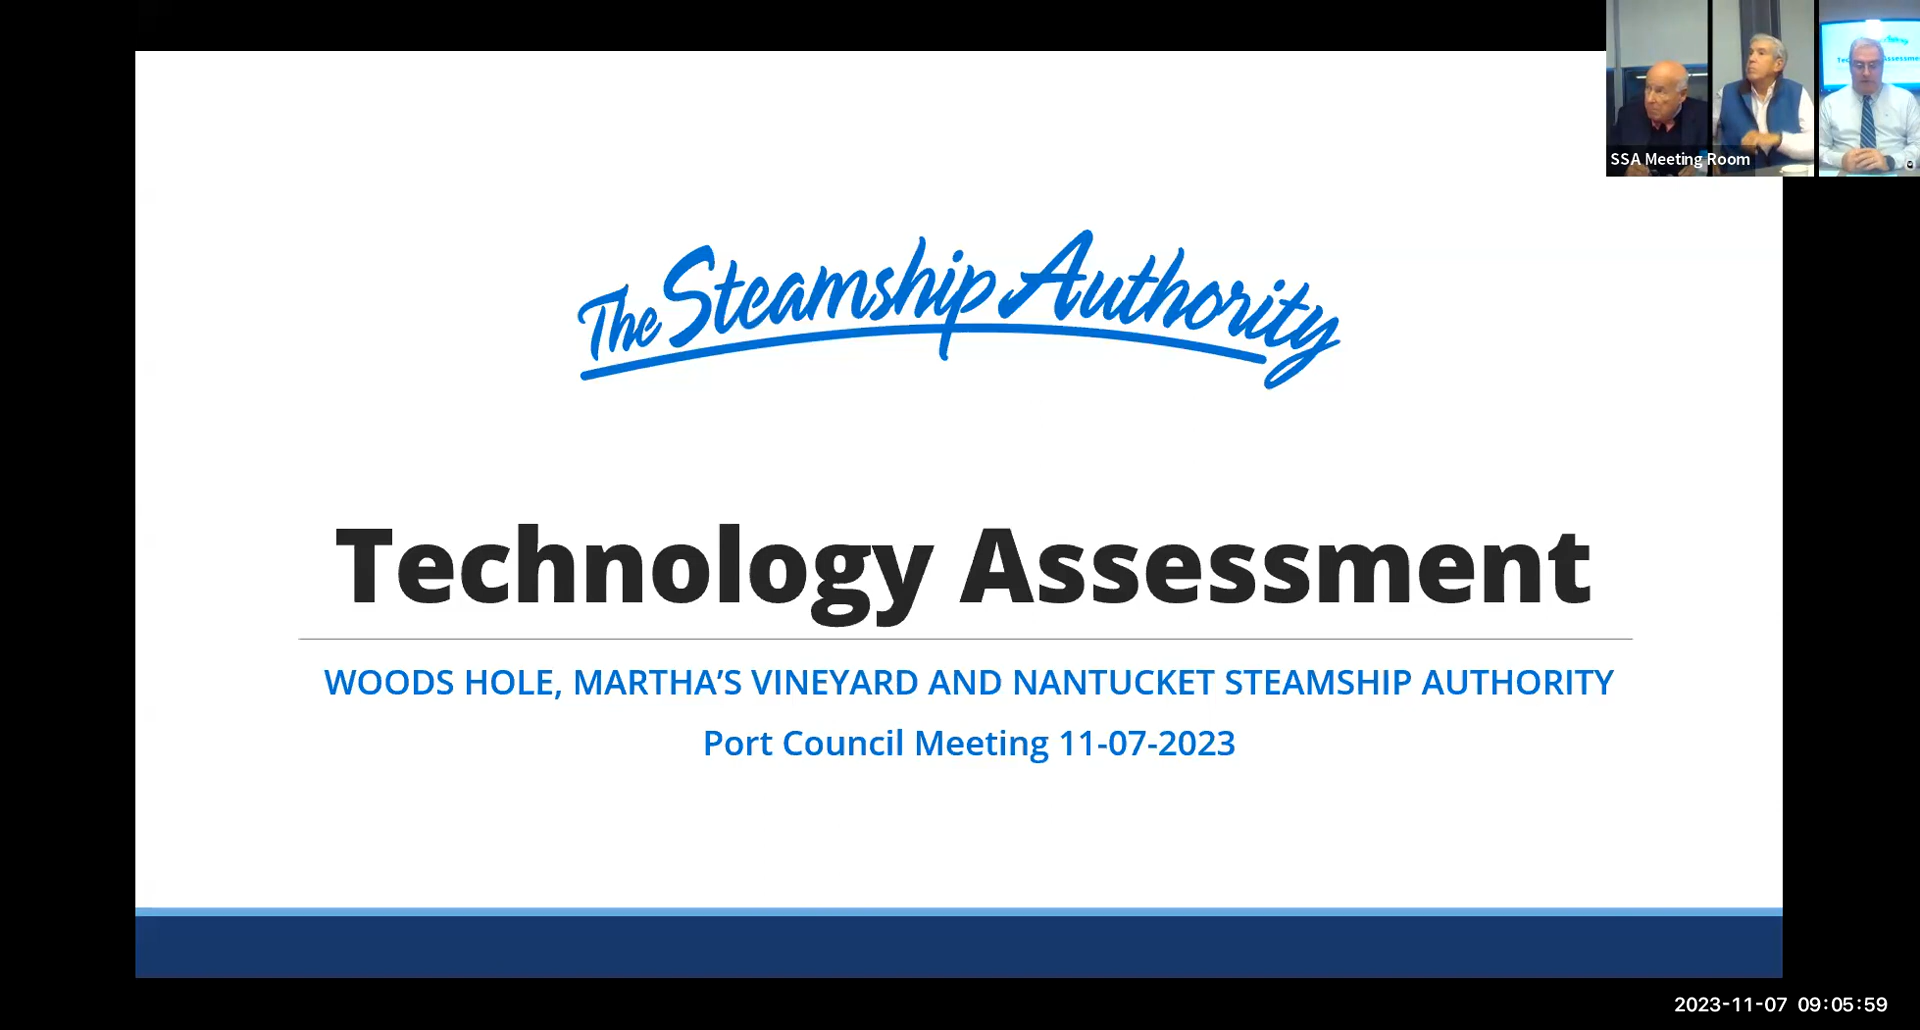 SSA Meeting Room
The Steamship Authority
Technology Assessment
WOODS HOLE, MARTHA’S VINEYARD AND NANTUCKET STEAMSHIP AUTHORITY
Port Council Meeting 11-07-2023
2023-11-07 09:05:59